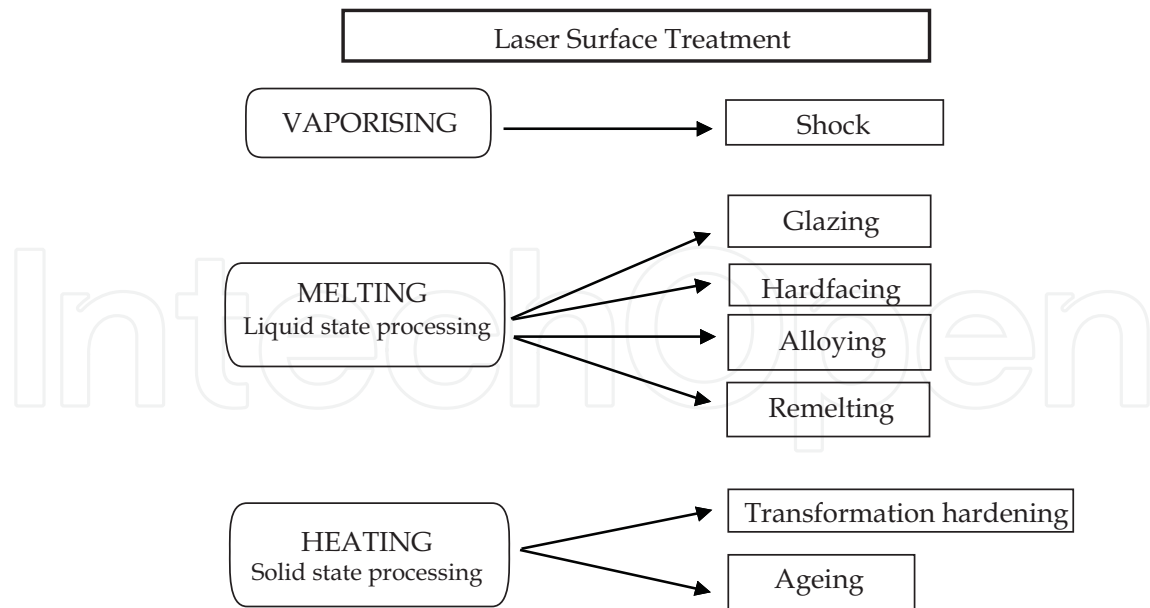 Laser Surface Treatment
VAPORISING
Shock
Glazing
MELTING
Liquid state processing
Hardfacing
Alloying
Remelting
HEATING
Solid state processing
Transformation hardening
Ageing
IntechOpen